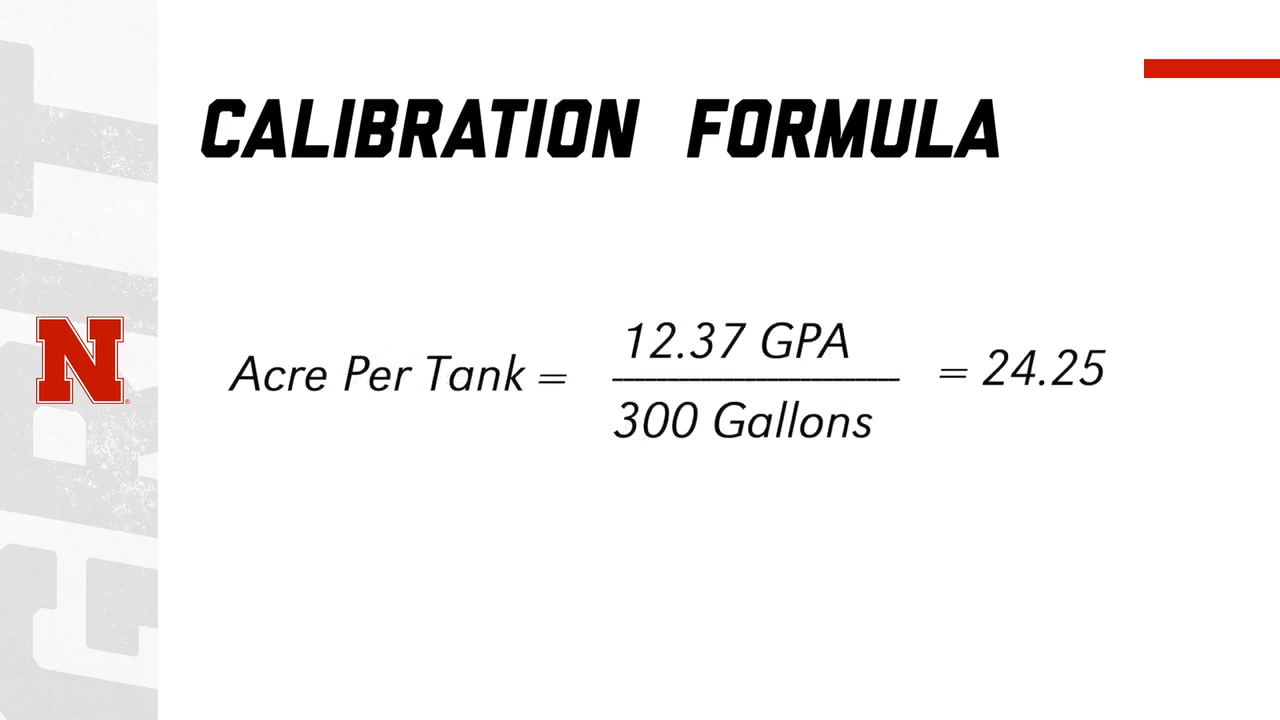 N
CALIBRATION FORMULA
Acre Per Tank = 12.37 GPA / 300 Gallons = 24.25